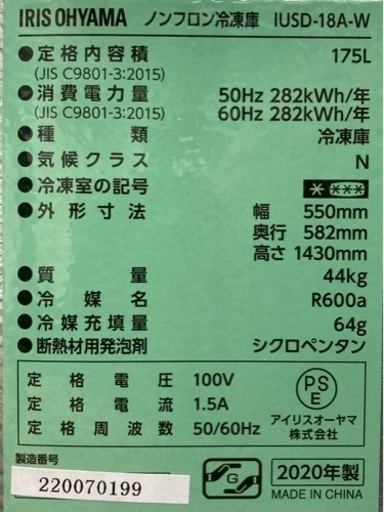 IRIS OHYAMA ノンフロン冷凍庫 IUSD-18A-W
●定格内容積 175L
(JIS C9801-3:2015)
●消費電力量 50Hz 282kWh/年
(JIS C9801-3:2015) 60Hz 282kWh/年
●種類 冷凍庫
●気候クラス N
●冷凍室の記号
●外形寸法 幅 550mm
奥行 582mm
高さ 1430mm
●質量 44kg
●冷媒名 R600a
●冷媒充填量 64g
●断熱材用発泡剤 シクロペンタン
定格電圧 100V
定格電流 1.5A
定格周波数 50/60Hz
PSE
アイリスオーヤマ
株式会社
製造番号
220070199
G
2020年製
MADE IN CHINA